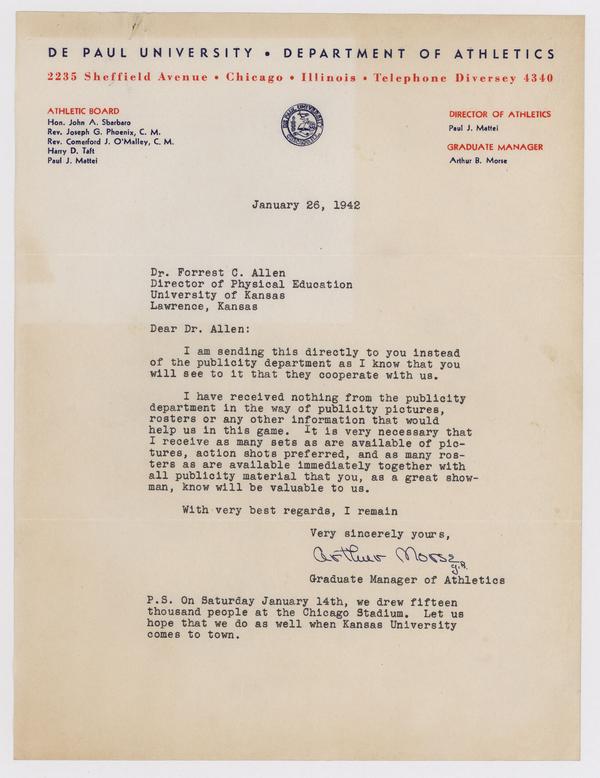 DE PAUL UNIVERSITY • DEPARTMENT OF ATHLETICS
2235 Sheffield Avenue • Chicago • Illinois • Telephone Diversey 4340
ATHLETIC BOARD
Hon. John A. Sbarbaro
Rev. Joseph G. Phoenix, C. M.
Rev. Comerford J. O'Malley, C. M.
Harry D. Taft
Paul J. Mattei
DE PAUL UNIVERSITY
DIRECTOR OF ATHLETICS
Paul J. Mattei
GRADUATE MANAGER
Arthur B. Morse
January 26, 1942
Dr. Forrest C. Allen
Director of Physical Education
University of Kansas
Lawrence, Kansas
Dear Dr. Allen:
I am sending this directly to you instead
of the publicity department as I know that you
will see to it that they cooperate with us.
I have received nothing from the publicity
department in the way of publicity pictures,
rosters or any other information that would
help us in this game. It is very necessary that
I receive as many sets as are available of pic-
tures, action shots preferred, and as many ros-
ters as are available immediately together with
all publicity material that you, as a great show-
man, know will be valuable to us.
With very best regards, I remain
Very sincerely yours,
Arthur Morse
Graduate Manager of Athletics
P.S. On Saturday January 14th, we drew fifteen
thousand people at the Chicago Stadium. Let us
hope that we do as well when Kansas University
comes to town.